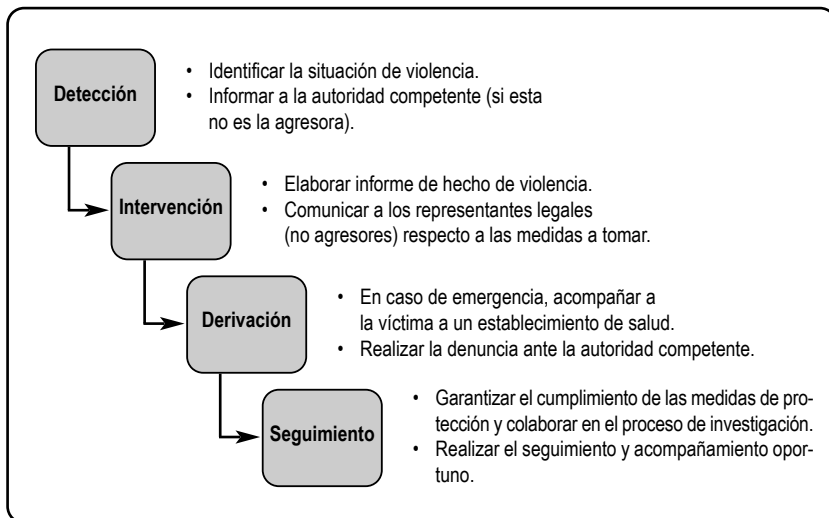 Detección
• Identificar la situación de violencia.
• Informar a la autoridad competente (si esta
no es la agresora).
Intervención
• Elaborar informe de hecho de violencia.
• Comunicar a los representantes legales
(no agresores) respecto a las medidas a tomar.
Derivación
• En caso de emergencia, acompañar a
la víctima a un establecimiento de salud.
• Realizar la denuncia ante la autoridad competente.
Seguimiento
• Garantizar el cumplimiento de las medidas de pro-
tección y colaborar en el proceso de investigación.
• Realizar el seguimiento y acompañamiento opor-
tuno.